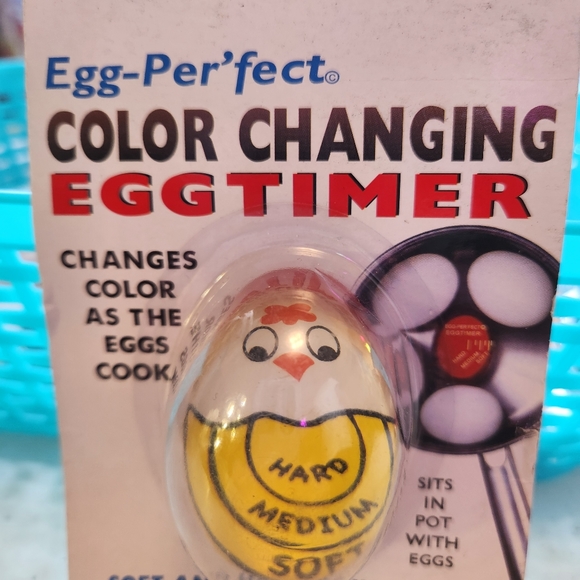 Egg-Per'fect©
COLOR CHANGING
EGGTIMER
CHANGES
COLOR
AS THE
EGGS
COOK
HARD
MEDIUM
SOFT
SITS
IN
POT
WITH
EGGS